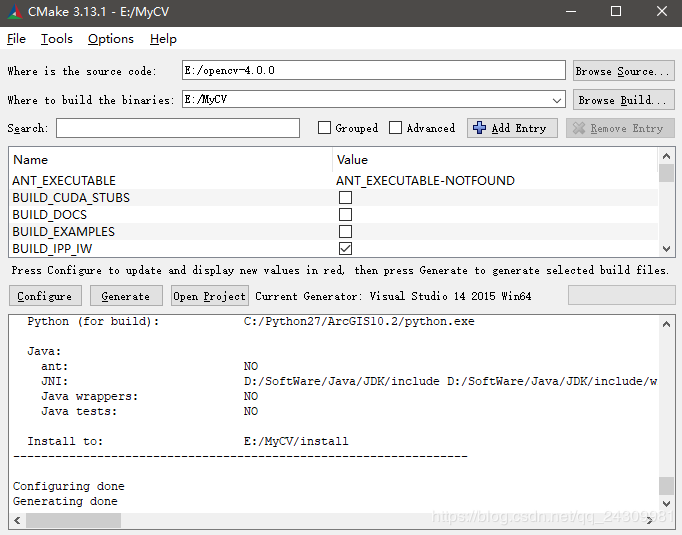 CMake 3.13.1 - E:/MyCV
File Tools Options Help
Where is the source code: E:/opencv-4.0.0 Browse Source...
Where to build the binaries: E:/MyCV Browse Build...
Search: Grouped Advanced Add Entry Remove Entry
Name Value
ANT_EXECUTABLE ANT_EXECUTABLE-NOTFOUND
BUILD_CUDA_STUBS
BUILD_DOCS
BUILD_EXAMPLES
BUILD_IPP_IW
Press Configure to update and display new values in red, then press Generate to generate selected build files.
Configure Generate Open Project Current Generator: Visual Studio 14 2015 Win64
Python (for build): C:/Python27/ArcGIS10.2/python.exe
Java:
ant: NO
JNI: D:/SoftWare/Java/JDK/include D:/SoftWare/Java/JDK/include/w
Java wrappers: NO
Java tests: NO
Install to: E:/MyCV/install
-----------------------------------------------------------------
Configuring done
Generating done
https://blog.csdn.net/qq_24309981